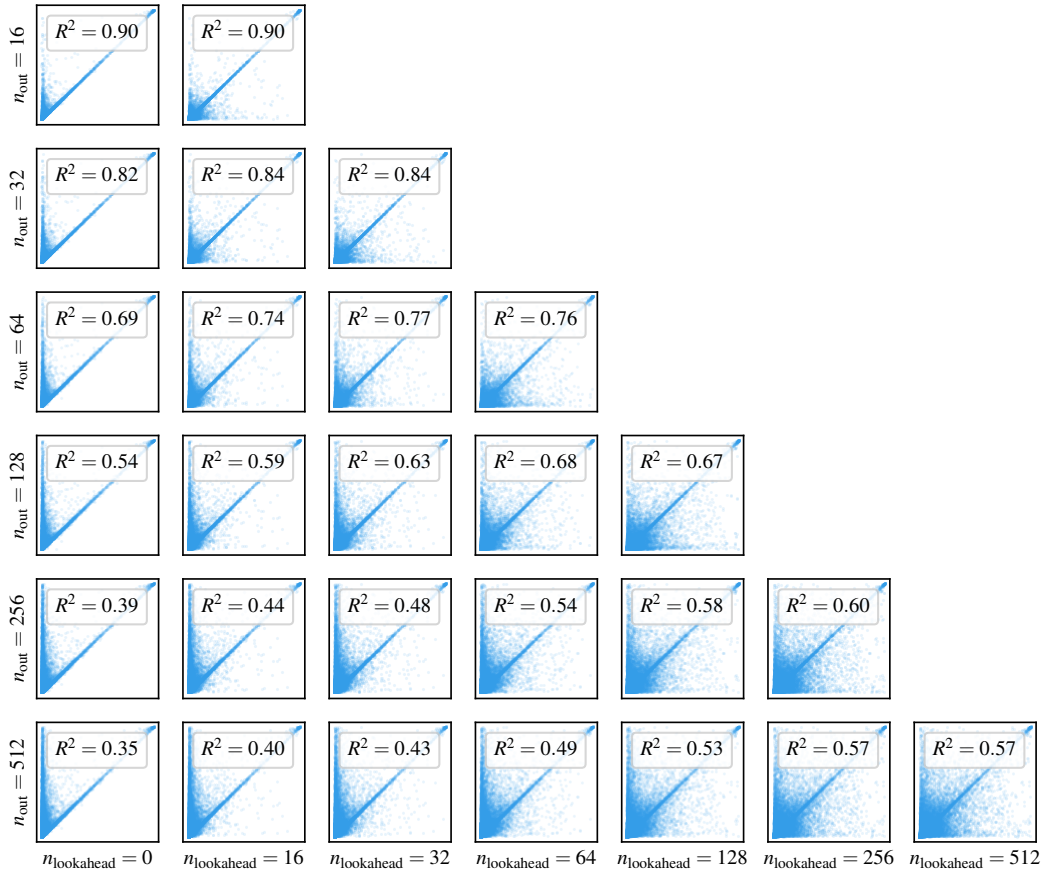 n_out = 16
R² = 0.90
R² = 0.90
n_out = 32
R² = 0.82
R² = 0.84
R² = 0.84
n_out = 64
R² = 0.69
R² = 0.74
R² = 0.77
R² = 0.76
n_out = 128
R² = 0.54
R² = 0.59
R² = 0.63
R² = 0.68
R² = 0.67
n_out = 256
R² = 0.39
R² = 0.44
R² = 0.48
R² = 0.54
R² = 0.58
R² = 0.60
n_out = 512
R² = 0.35
R² = 0.40
R² = 0.43
R² = 0.49
R² = 0.53
R² = 0.57
R² = 0.57
n_lookahead = 0
n_lookahead = 16
n_lookahead = 32
n_lookahead = 64
n_lookahead = 128
n_lookahead = 256
n_lookahead = 512